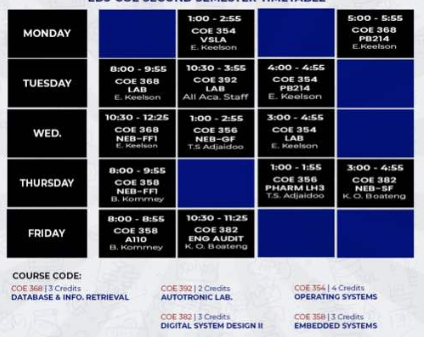 EDS COE SECOND SEMESTER TIMETABLE
MONDAY
1:00 - 2:55
COE 354
VSLA
E. Keelson
5:00 - 5:55
COE 368
PB214
E.Keelson
TUESDAY
8:00 - 9:55
COE 368
LAB
E. Keelson
10:30 - 3:55
COE 392
LAB
All Aca. Staff
4:00 - 4:55
COE 354
PB214
E. Keelson
WED.
10:30 - 12:25
COE 368
NEB-FF1
E. Keelson
1:00 - 2:55
COE 356
NEB-GF
T.S Adjaidoo
3:00 - 4:55
COE 354
LAB
E. Keelson
THURSDAY
8:00 - 9:55
COE 358
NEB-FF1
B. Kommey
1:00 - 1:55
COE 356
PHARM LH3
T.S. Adjaidoo
3:00 - 4:55
COE 382
NEB-SF
K. O. Boateng
FRIDAY
8:00 - 8:55
COE 358
A110
B. Kommey
10:30 - 11:25
COE 382
ENG AUDIT
K. O. Boateng
COURSE CODE:
COE 368 | 3 Credits
DATABASE & INFO. RETRIEVAL
COE 392 | 2 Credits
AUTOTRONIC LAB.
COE 354 | 4 Credits
OPERATING SYSTEMS
COE 382 | 3 Credits
DIGITAL SYSTEM DESIGN II
COE 358 | 3 Credits
EMBEDDED SYSTEMS